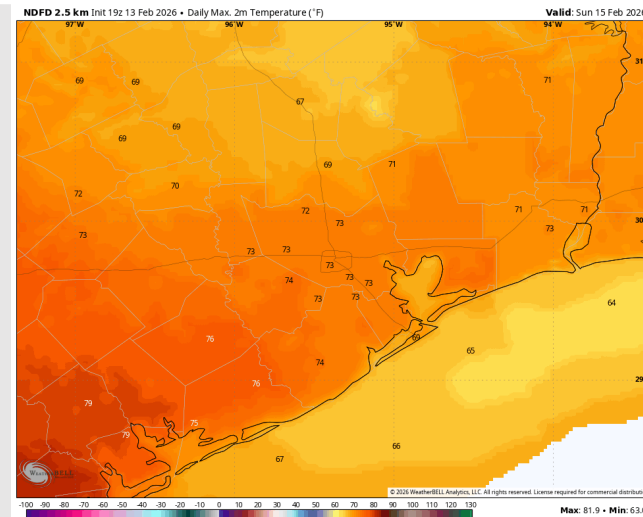 NDFD 2.5 km Init 19z 13 Feb 2026 • Daily Max. 2m Temperature (°F)
Valid: Sun 15 Feb 2026
97°W 96°W 95°W 94°W
31
69 69 71
67
69
69
69 71
70
72
72 71 71
73 73
30
73
73 73
73
74 73 73
73 73
64
76 69
65
74
76 29
79
75
79
66
67
WeatherBELL
© 2026 WeatherBELL Analytics, LLC. All rights reserved. License required for commercial distributi
-100 -90 -80 -70 -60 -50 -40 -30 -20 -10 0 10 20 30 40 50 60 70 80 90 100 110 120 130
Max: 81.9 • Min: 63.